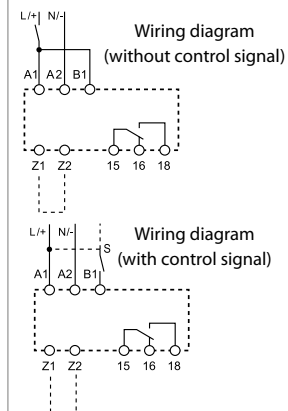 L/+ N/-
Wiring diagram
(without control signal)
A1 A2 B1
Z1 Z2 15 16 18
L/+ N/-
Wiring diagram
(with control signal)
S
A1 A2 B1
Z1 Z2 15 16 18